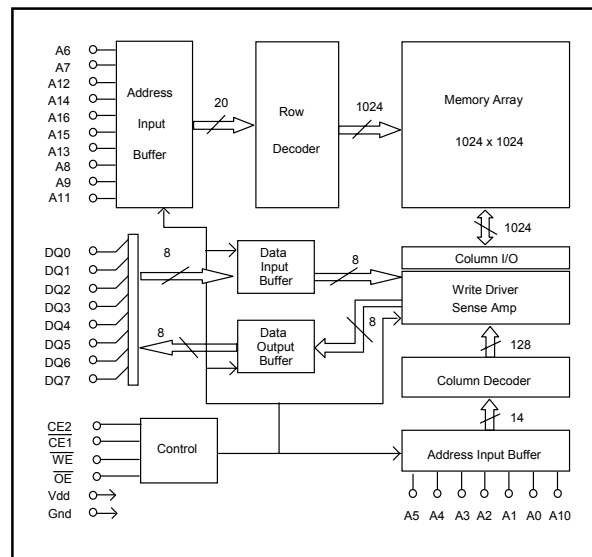 A6
A7
A12
A14
A16
A15
A13
A8
A9
A11
Address
Input
Buffer
20
Row
Decoder
1024
Memory Array
1024 x 1024
1024
DQ0
DQ1
DQ2
DQ3
DQ4
DQ5
DQ6
DQ7
8
Data
Input
Buffer
8
Column I/O
Write Driver
Sense Amp
8
Data
Output
Buffer
8
128
Column Decoder
14
CE2
CE1
WE
OE
Vdd
Gnd
Control
Address Input Buffer
A5 A4 A3 A2 A1 A0 A10